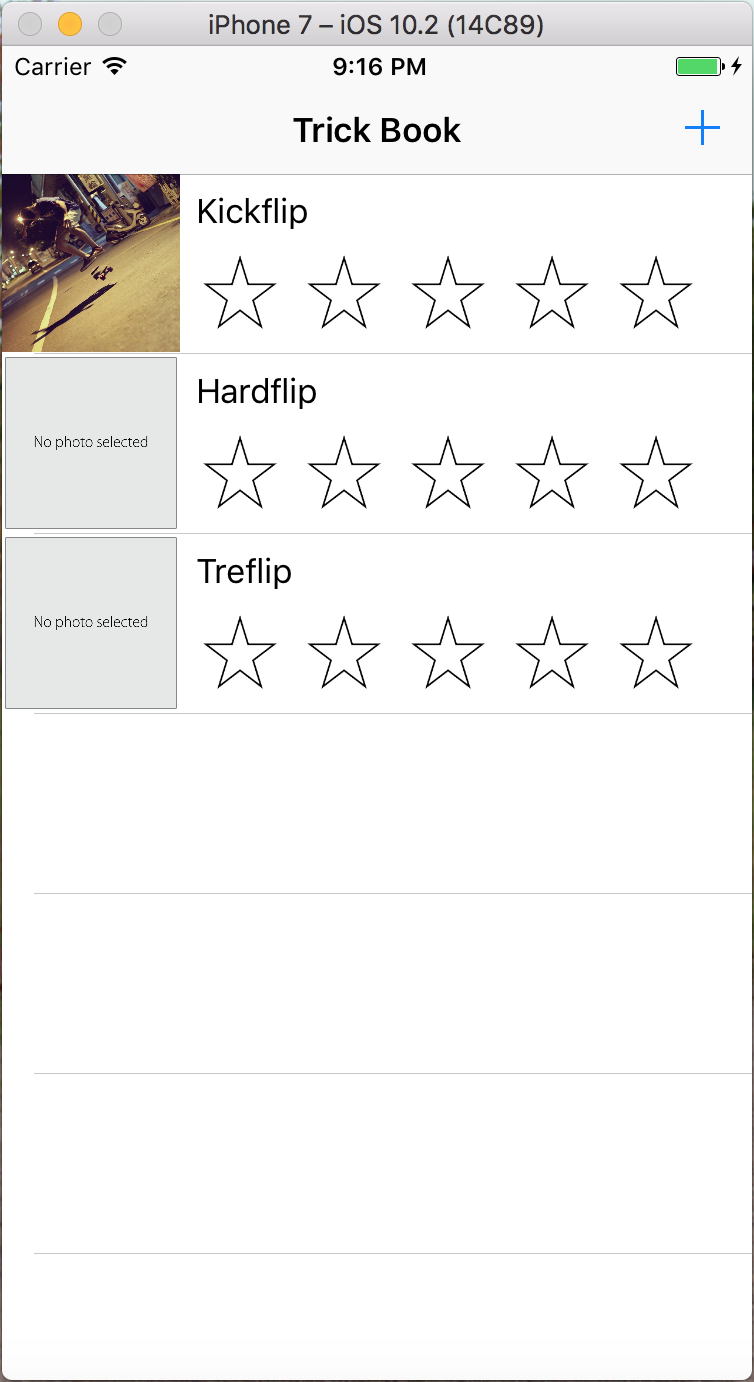 iPhone 7 – iOS 10.2 (14C89)
Carrier 9:16 PM
Trick Book
Kickflip
Hardflip
No photo selected
Treflip
No photo selected